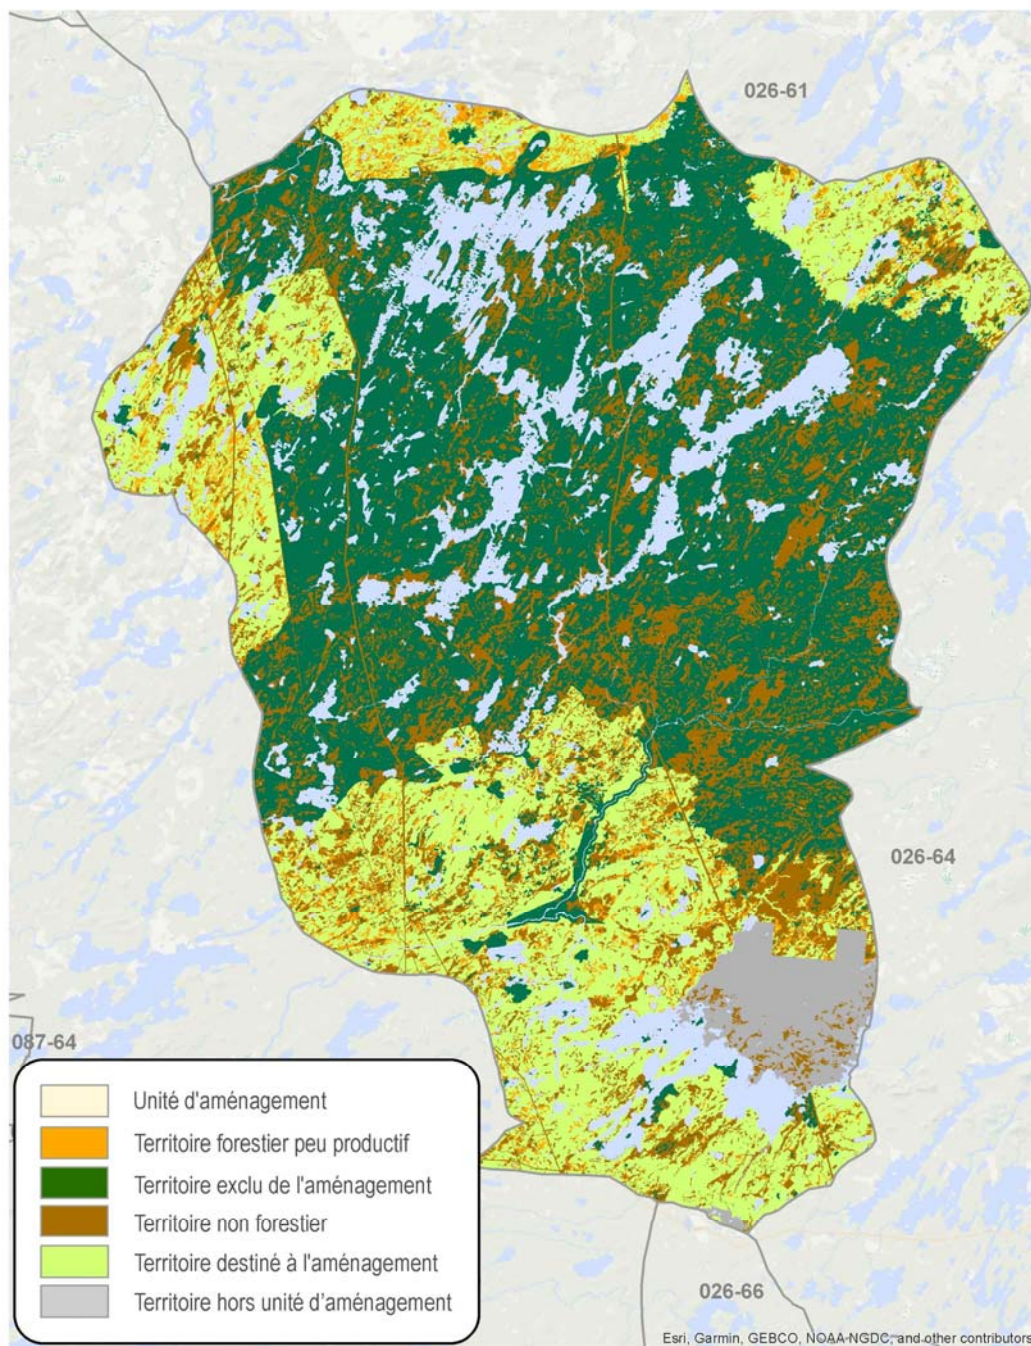 026-61
026-64
087-64
Unité d'aménagement
Territoire forestier peu productif
Territoire exclu de l'aménagement
Territoire non forestier
Territoire destiné à l'aménagement
Territoire hors unité d'aménagement
026-66
Esri, Garmin, GEBCO, NOAA NGDC, and other contributors